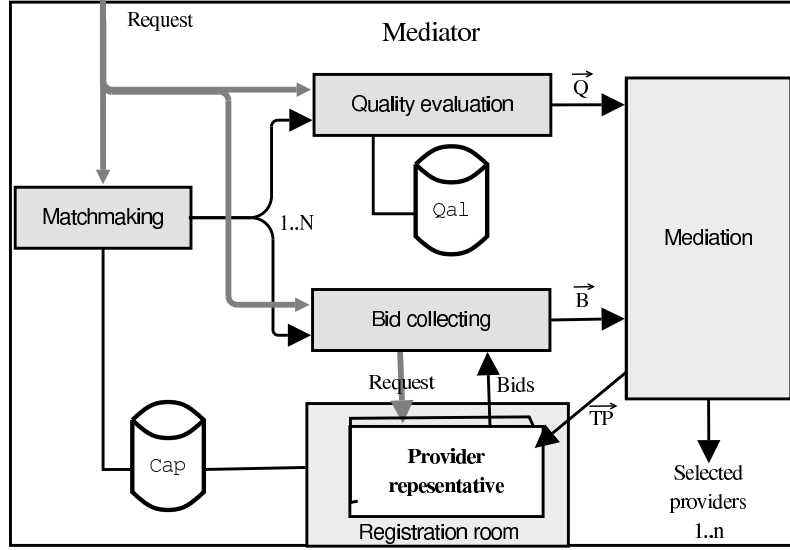 Request
Mediator
Quality evaluation
Q
Qal
Matchmaking
1..N
Mediation
Bid collecting
B
Request
Bids
TP
Cap
Provider
repesentative
Registration room
Selected
providers
1..n